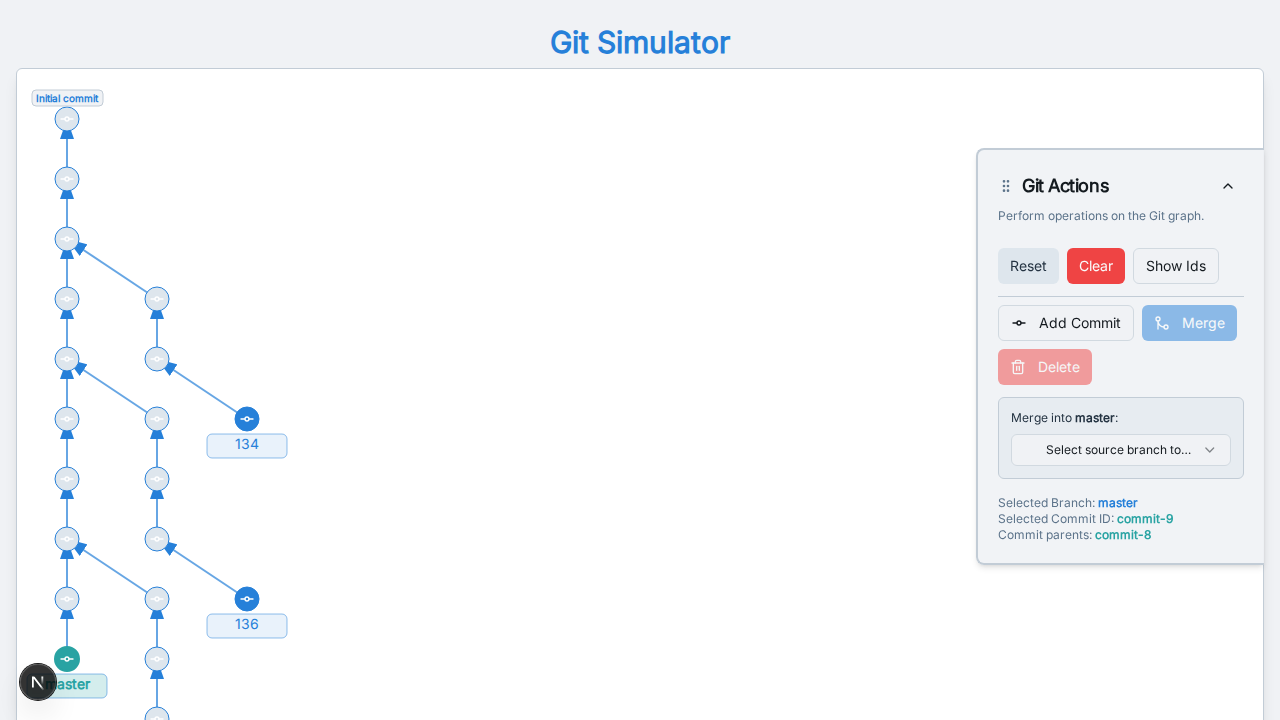 Git Simulator
Initial commit
134
136
master
N
Git Actions
Perform operations on the Git graph.
Reset
Clear
Show Ids
Add Commit
Merge
Delete
Merge into master:
Select source branch to...
Selected Branch: master
Selected Commit ID: commit-9
Commit parents: commit-8